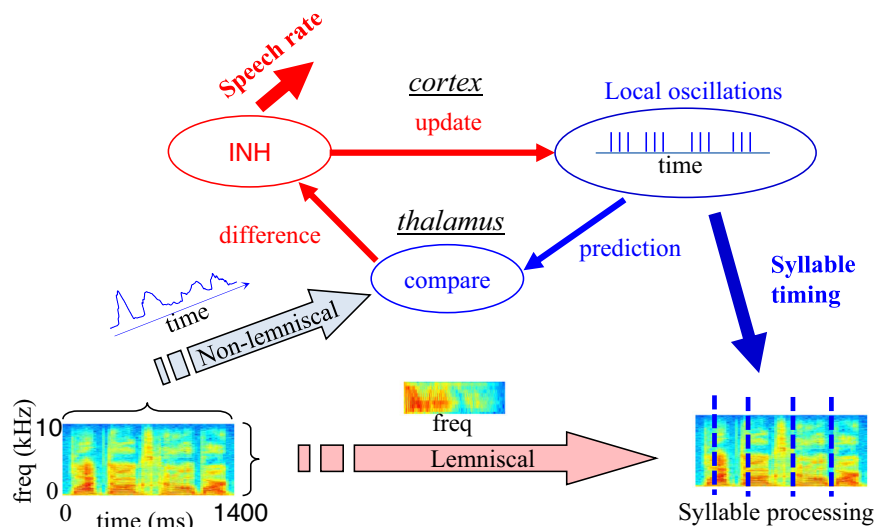 Speech rate
cortex
Local oscillations
update
INH
time
thalamus
difference
prediction
compare
Syllable
timing
time
Non-lemniscal
freq (kHz)
10
0
freq
Lemniscal
0
1400
time (ms)
Syllable processing